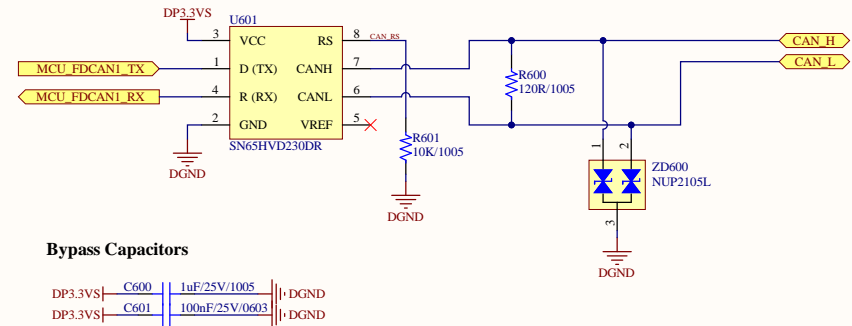 DP3.3VS
U601
3 VCC RS 8 CAN_RS
MCU_FDCAN1_TX 1 D (TX) CANH 7
MCU_FDCAN1_RX 4 R (RX) CANL 6
2 GND VREF 5
SN65HVD230DR
DGND
R601
10K/1005
DGND
R600
120R/1005
CAN_H
CAN_L
1 2
ZD600
NUP2105L
3
DGND
Bypass Capacitors
DP3.3VS C600 1uF/25V/1005 DGND
DP3.3VS C601 100nF/25V/0603 DGND